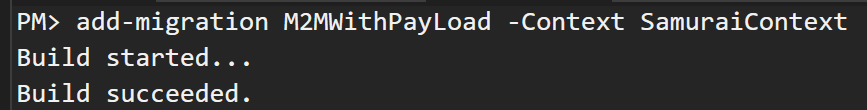 PM> add-migration M2MWithPayLoad -Context SamuraiContext
Build started...
Build succeeded.